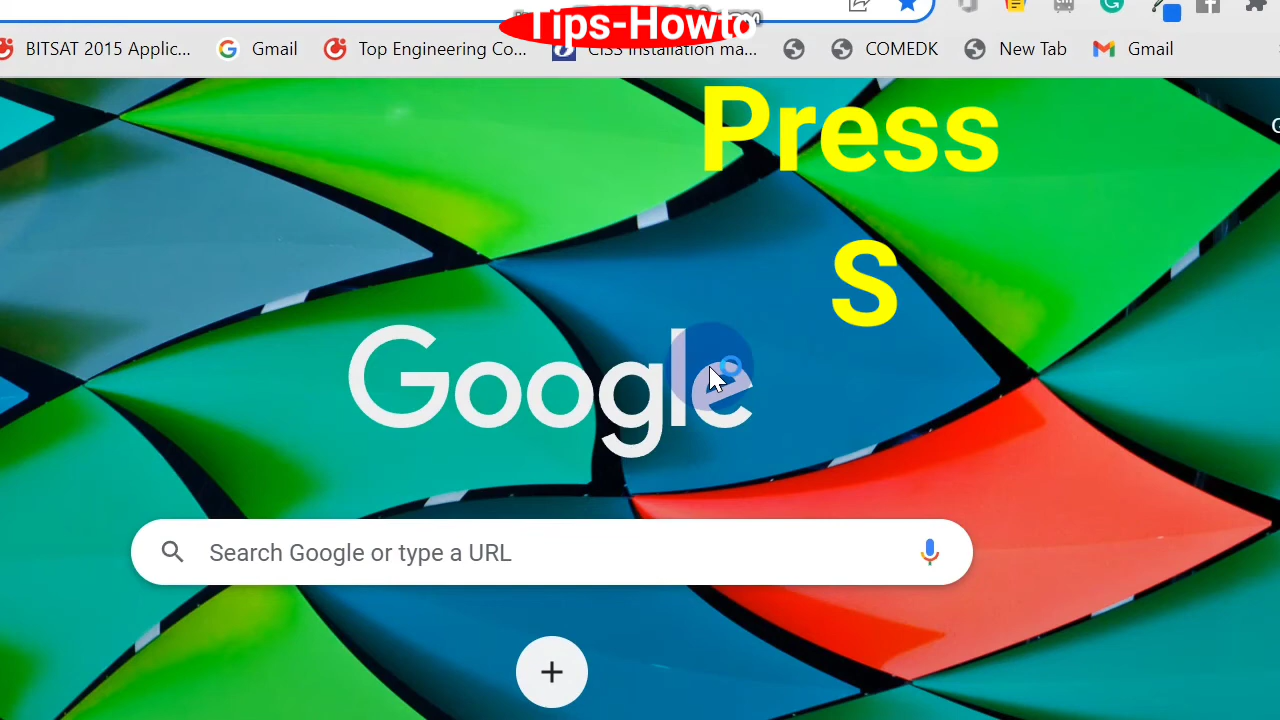 Tips-Howto
BITSAT 2015 Applic... Gmail Top Engineering Co... CISS Installation ma... COMEDK New Tab Gmail
Press
S
Google
Search Google or type a URL